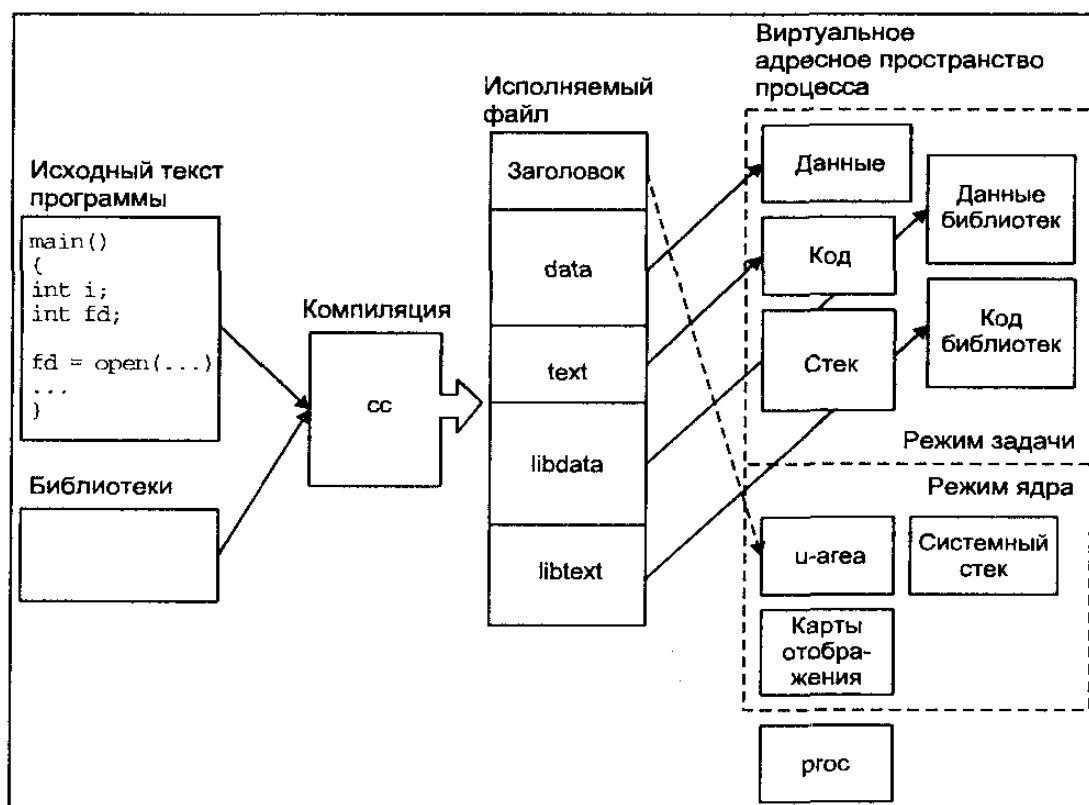 Исходный текст
программы
main()
{
int i;
int fd;
fd = open(...)
...
}
Библиотеки
Компиляция
cc
Исполняемый
файл
Заголовок
data
text
libdata
libtext
Виртуальное
адресное пространство
процесса
Данные
Данные
библиотек
Код
Код
библиотек
Стек
Режим задачи
Режим ядра
u-area
Системный
стек
Карты
отобра-
жения
proc